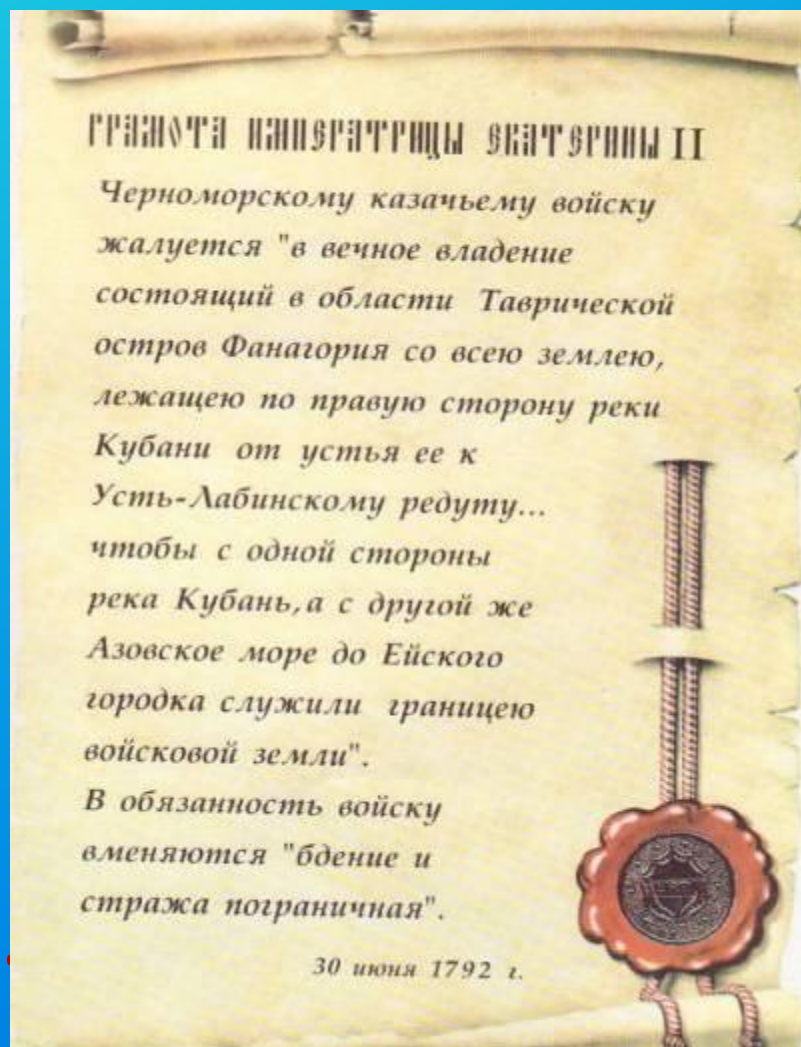 ГРАМОТА ИМПЕРАТРИЦЫ ЕКАТЕРИНЫ II
Черноморскому казачьему войску
жалуется "в вечное владение
состоящий в области Таврической
остров Фанагория со всею землею,
лежащею по правую сторону реки
Кубани от устья ее к
Усть-Лабинскому редуту...
чтобы с одной стороны
река Кубань, а с другой же
Азовское море до Ейского
городка служили границею
войсковой земли".
В обязанность войску
вменяются "бдение и
стража пограничная".
30 июня 1792 г.